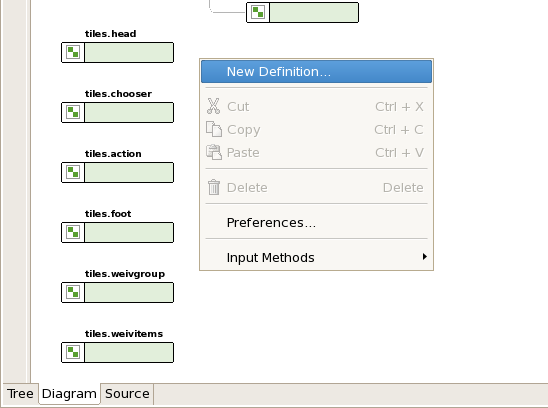 tiles.head
New Definition...
tiles.chooser
Cut Ctrl + X
Copy Ctrl + C
Paste Ctrl + V
tiles.action
Delete Delete
tiles.foot
Preferences...
Input Methods
tiles.weivgroup
tiles.weivitems
Tree Diagram Source